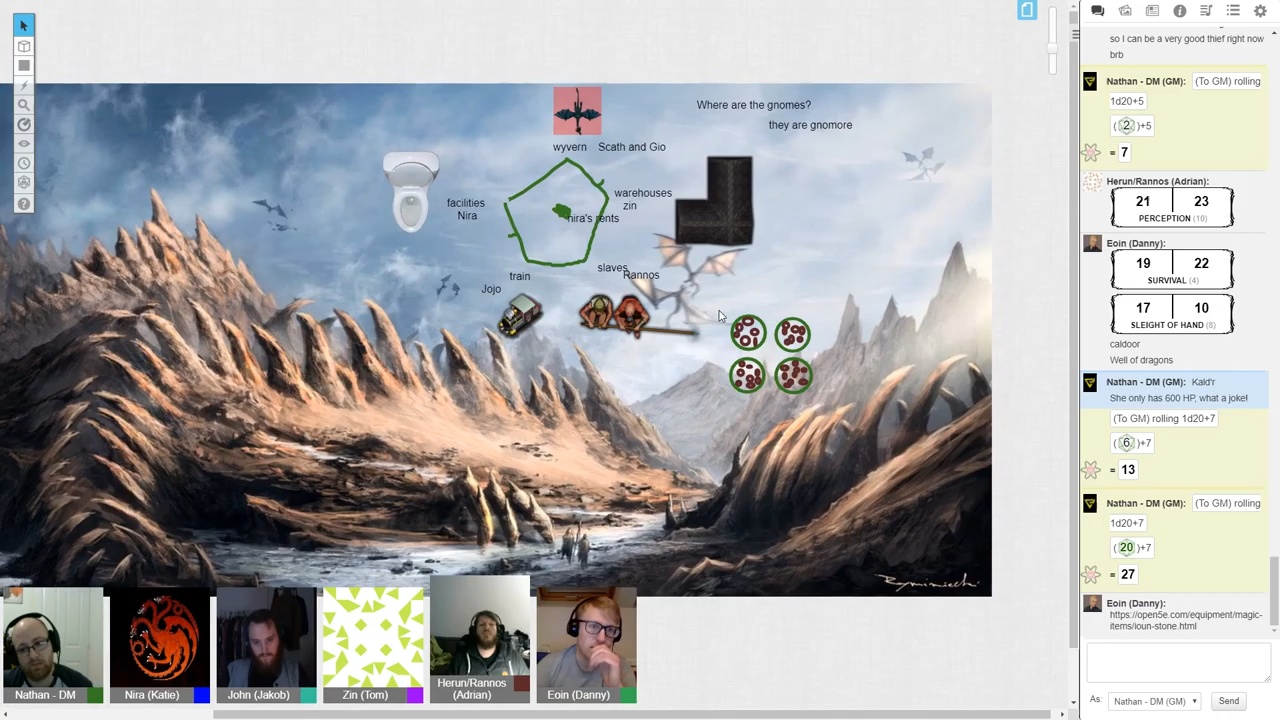 Where are the gnomes?
they are gnomore
wyvern
Scath and Gio
facilities
Nira
warehouses
zin
nira's rents
slaves
Rannos
train
Jojo
Nathan - DM
Nira (Katie)
John (Jakob)
Zin (Tom)
Herun/Rannos
(Adrian)
Eoin (Danny)
so I can be a very good thief right now
brb
Nathan - DM (GM): (To GM) rolling
1d20+5
(2)+5
= 7
Herun/Rannos (Adrian):
21 23
PERCEPTION (10)
Eoin (Danny):
19 22
SURVIVAL (4)
17 10
SLEIGHT OF HAND (8)
caldoor
Well of dragons
Nathan - DM (GM): Kald'r
She only has 600 HP, what a joke!
(To GM) rolling 1d20+7
(6)+7
= 13
Nathan - DM (GM): (To GM) rolling
1d20+7
(20)+7
= 27
Eoin (Danny):
https://open5e.com/equipment/magic-
items/ioun-stone.html
As: Nathan - DM (GM) Send